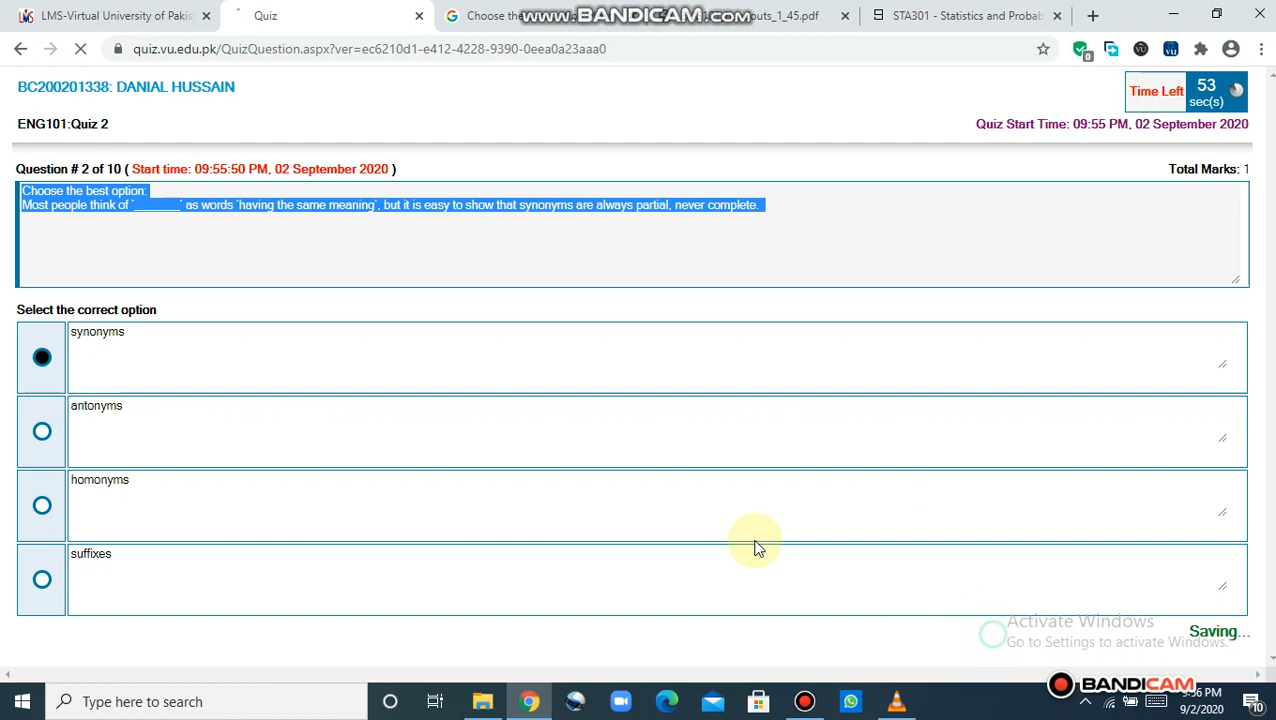 LMS-Virtual University of Pakis
Quiz
Choose the
www.BANDICAM.com
outs_1_45.pdf
STA301 - Statistics and Probab
quiz.vu.edu.pk/QuizQuestion.aspx?ver=ec6210d1-e412-4228-9390-0eea0a23aaa0
BC200201338: DANIAL HUSSAIN
Time Left 53 sec(s)
ENG101:Quiz 2
Quiz Start Time: 09:55 PM, 02 September 2020
Question # 2 of 10 ( Start time: 09:55:50 PM, 02 September 2020 )
Total Marks: 1
Choose the best option:
Most people think of '________' as words 'having the same meaning', but it is easy to show that synonyms are always partial, never complete.
Select the correct option
synonyms
antonyms
homonyms
suffixes
Activate Windows
Saving...
Go to Settings to activate Windows.
Type here to search
BANDICAM
9/2/2020
10